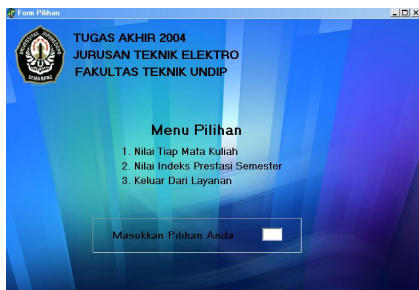 Form Pilihan
TUGAS AKHIR 2004
JURUSAN TEKNIK ELEKTRO
FAKULTAS TEKNIK UNDIP
SEMARANG
Menu Pilihan
1. Nilai Tiap Mata Kuliah
2. Nilai Indeks Prestasi Semester
3. Keluar Dari Layanan
Masukkan Pilihan Anda